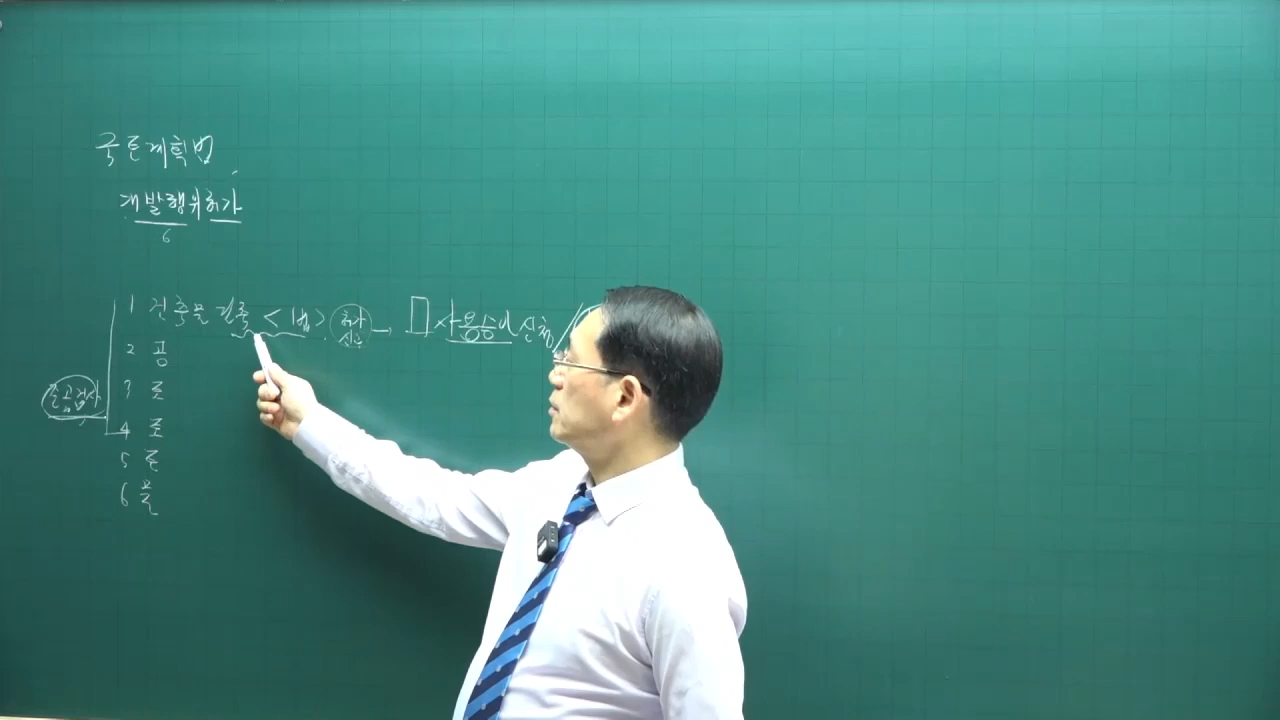 국토계획법
개발행위허가
6
1 건축물 건축 <법> 허가 신고 → 사용승인 신청
2 공
3 토
준공검사
4 토
5 토
6 물